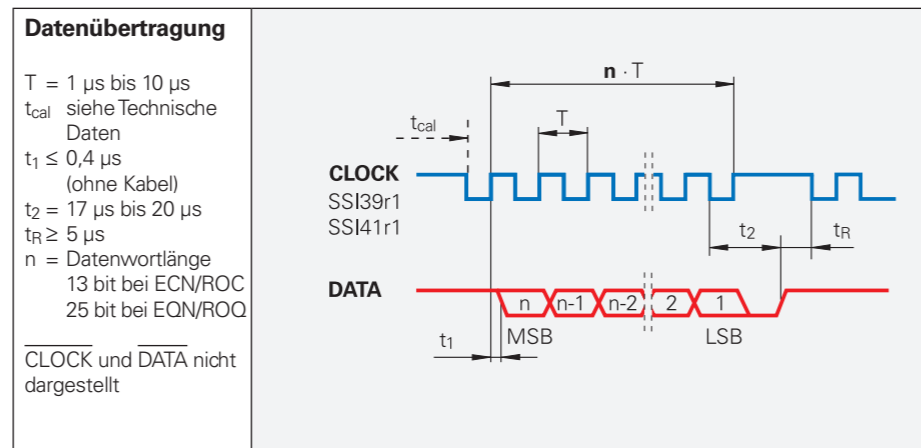 Datenübertragung
T = 1 µs bis 10 µs
tcal siehe Technische
Daten
t1 ≤ 0,4 µs
(ohne Kabel)
t2 = 17 µs bis 20 µs
tR ≥ 5 µs
n = Datenwortlänge
13 bit bei ECN/ROC
25 bit bei EQN/ROQ
C̅L̅O̅C̅K̅ und D̅A̅T̅A̅ nicht
dargestellt
n · T
tcal
T
CLOCK
SSI39r1
SSI41r1
t2
tR
DATA
n n-1 n-2 2 1
t1
MSB
LSB